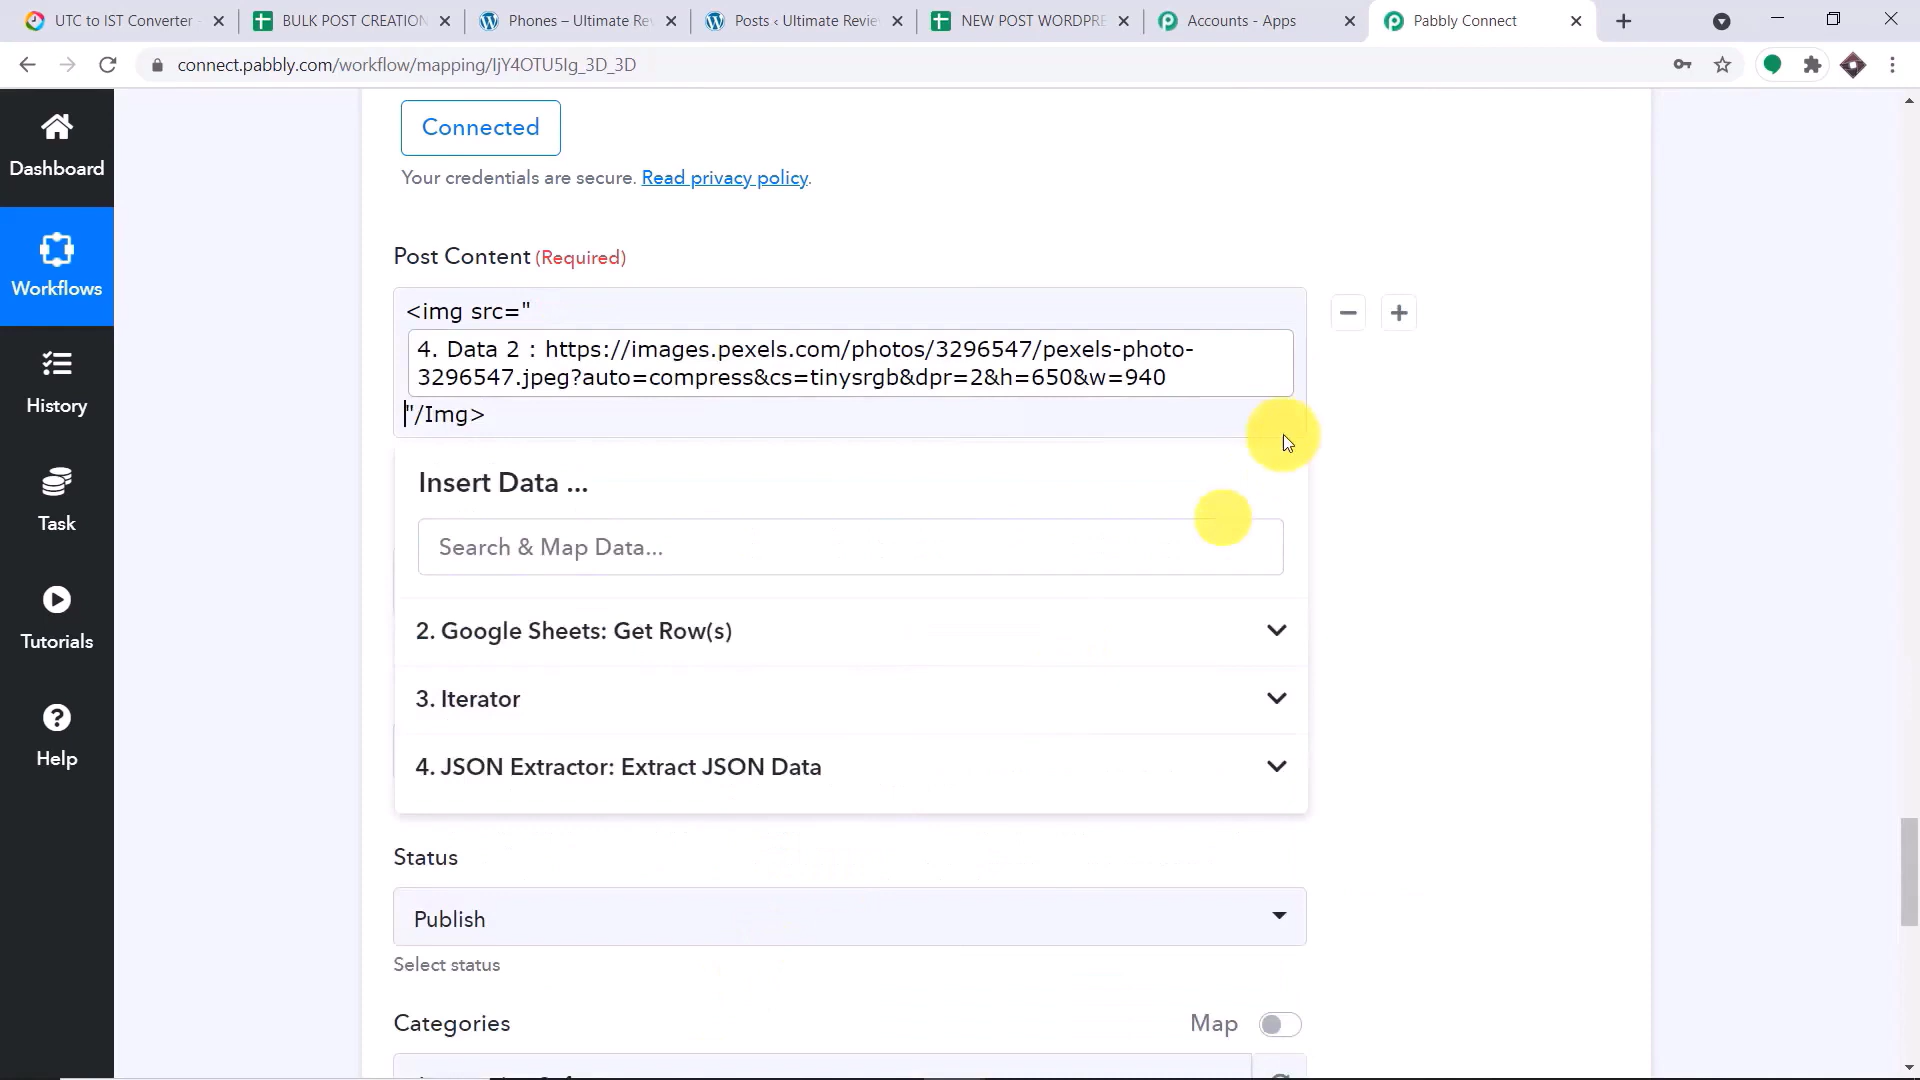 UTC to IST Converter -
BULK POST CREATION
Phones – Ultimate Re
Posts ‹ Ultimate Revie
NEW POST WORDPRE
Accounts - Apps
Pabbly Connect
connect.pabbly.com/workflow/mapping/IjY4OTU5Ig_3D_3D
Dashboard
Workflows
History
Task
Tutorials
Help
Connected
Your credentials are secure. Read privacy policy.
Post Content (Required)
<img src="
4. Data 2 : https://images.pexels.com/photos/3296547/pexels-photo-
3296547.jpeg?auto=compress&cs=tinysrgb&dpr=2&h=650&w=940
"/Img>
Insert Data ...
Search & Map Data...
2. Google Sheets: Get Row(s)
3. Iterator
4. JSON Extractor: Extract JSON Data
Status
Publish
Select status
Categories
Map